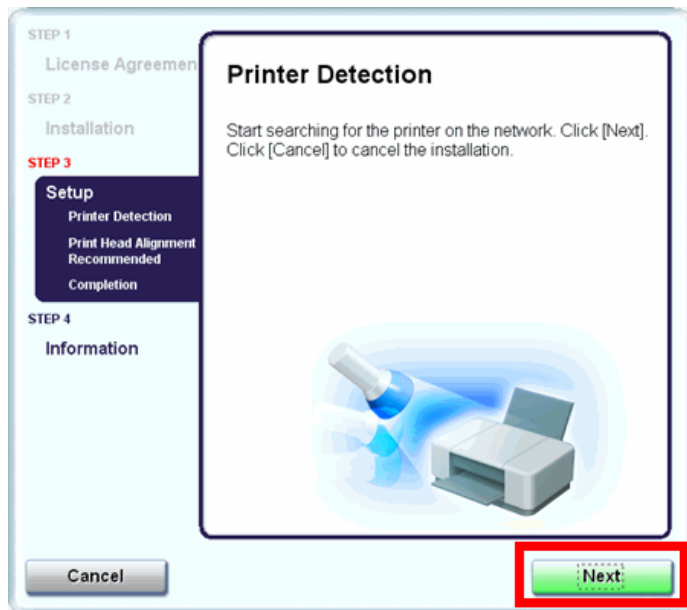 STEP 1
License Agreemen
STEP 2
Installation
STEP 3
Setup
Printer Detection
Print Head Alignment
Recommended
Completion
STEP 4
Information
Printer Detection
Start searching for the printer on the network. Click [Next].
Click [Cancel] to cancel the installation.
Cancel
Next